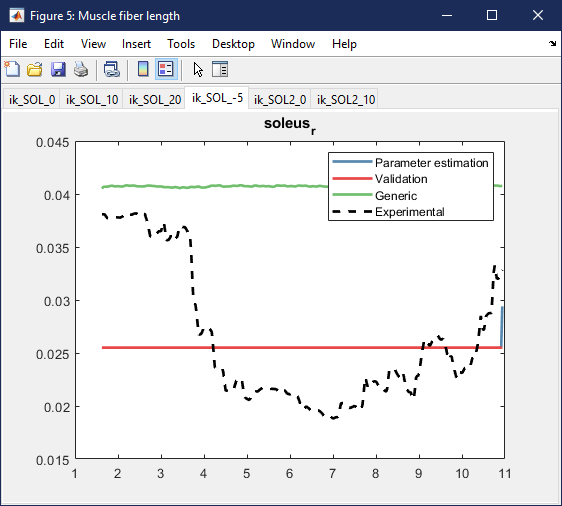 Figure 5: Muscle fiber length
File Edit View Insert Tools Desktop Window Help
ik_SOL_0 ik_SOL_10 ik_SOL_20 ik_SOL_-5 ik_SOL2_0 ik_SOL2_10
soleus_r
0.045
0.04
0.035
0.03
0.025
0.02
0.015
Parameter estimation
Validation
Generic
Experimental
1 2 3 4 5 6 7 8 9 10 11